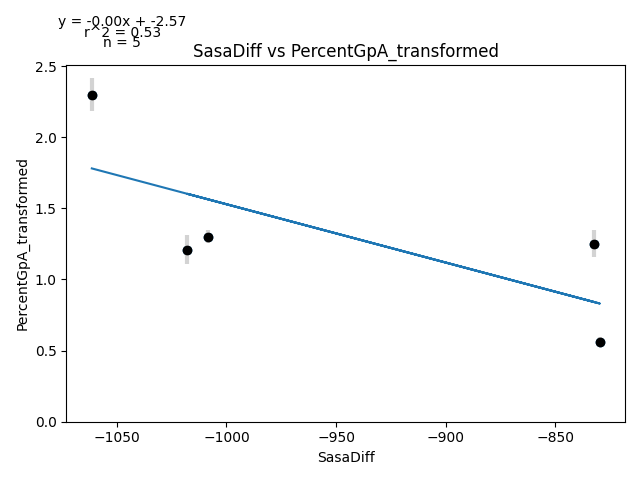 y = -0.00x + -2.57
r^2 = 0.53
n = 5
SasaDiff vs PercentGpA_transformed
2.5
2.0
1.5
1.0
0.5
0.0
PercentGpA_transformed
−1050 −1000 −950 −900 −850
SasaDiff